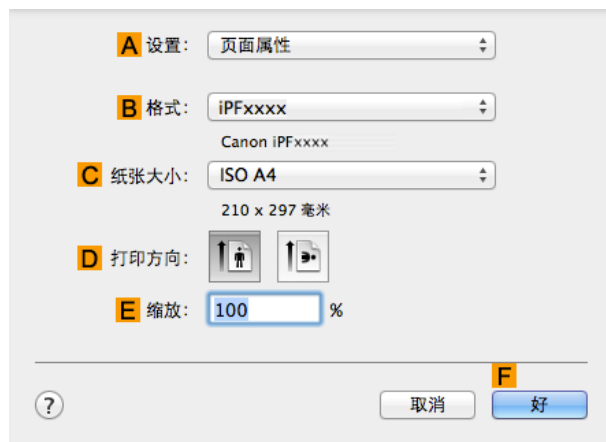 A 设置: 页面属性
B 格式: iPFxxxx
Canon iPFxxxx
C 纸张大小: ISO A4
210 x 297 毫米
D 打印方向:
E 缩放: 100 %
F
? 取消 好